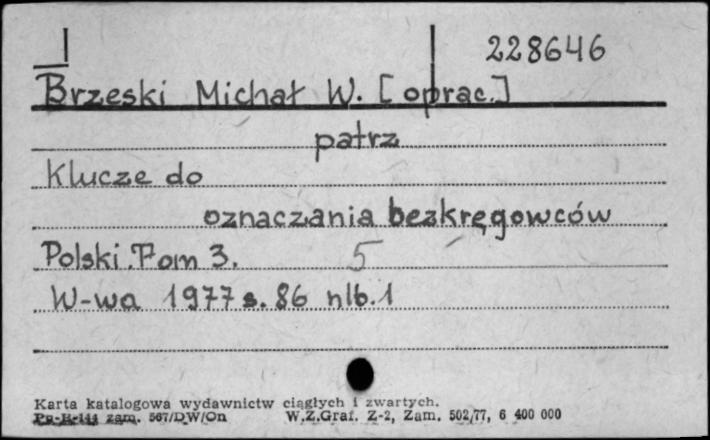 228646
Brzeski Michał W. [oprac.]
patrz
Klucze do
oznaczania bezkręgowców
Polski. Tom 3. 5
W-wa 1977 s. 86 nlb. 1
Karta katalogowa wydawnictw ciągłych i zwartych.
zam. 567/DW/On W.Z.Graf. Z-2, Zam. 502/77, 6 400 000